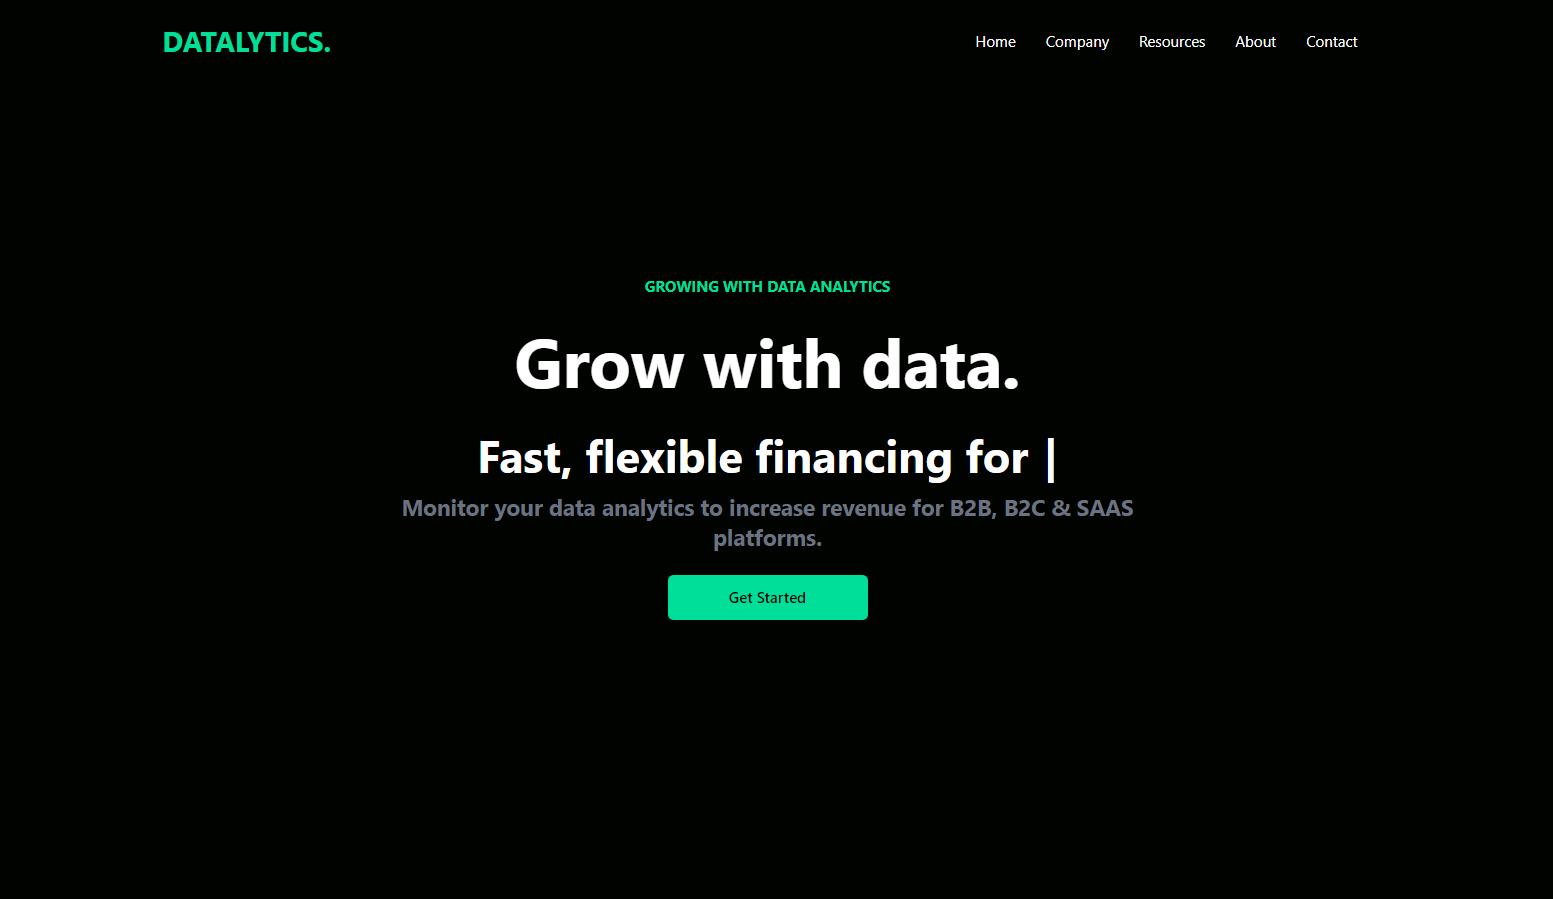 DATALYTICS.
Home Company Resources About Contact
GROWING WITH DATA ANALYTICS
Grow with data.
Fast, flexible financing for |
Monitor your data analytics to increase revenue for B2B, B2C & SAAS
platforms.
Get Started